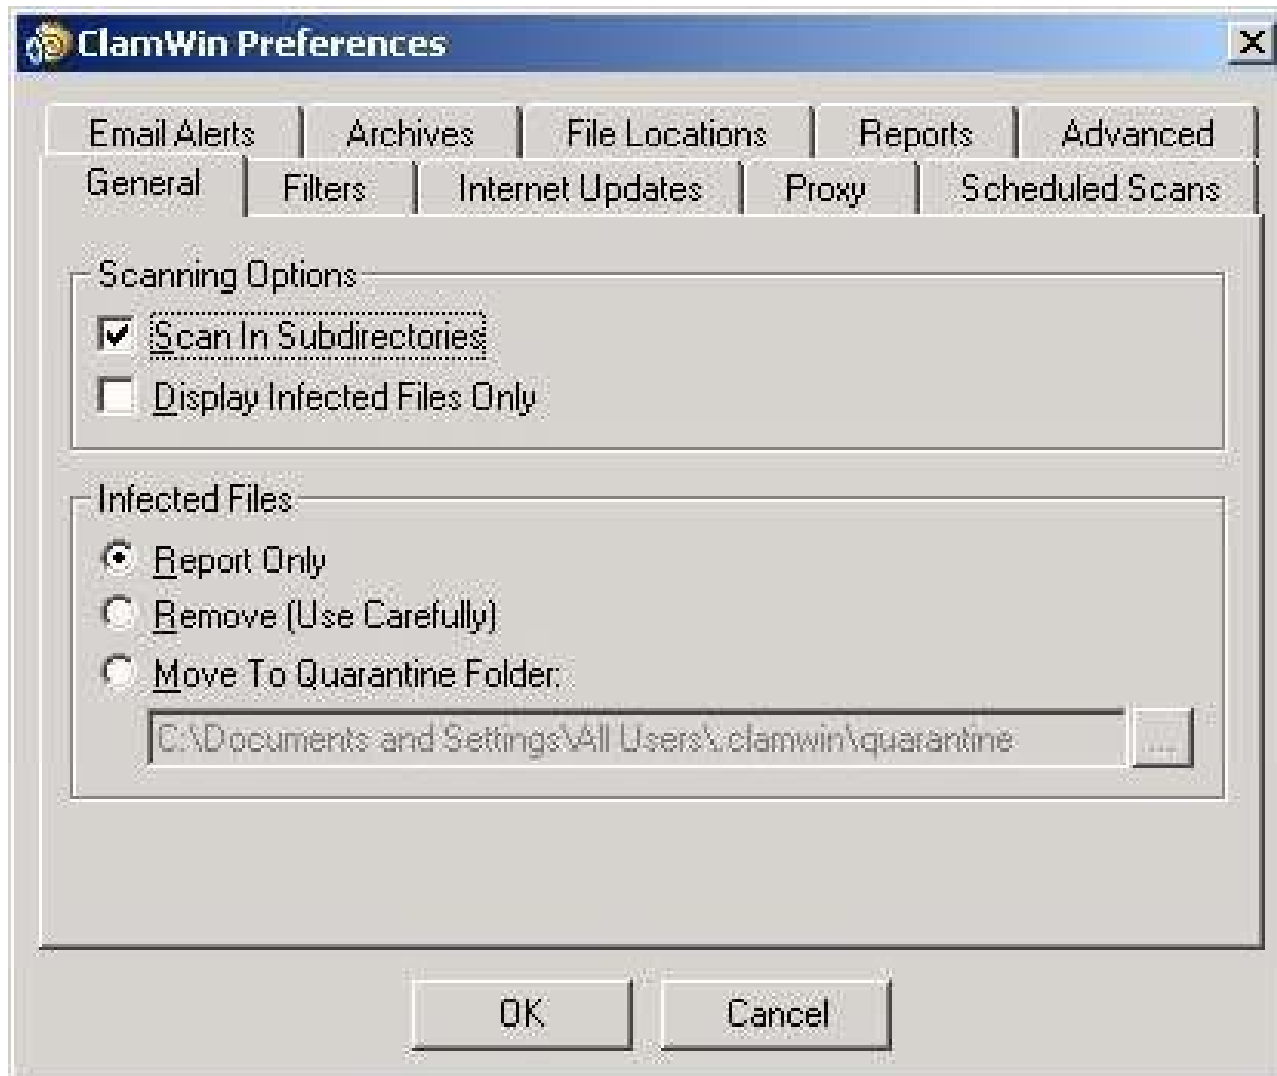 ClamWin Preferences
Email Alerts Archives File Locations Reports Advanced
General Filters Internet Updates Proxy Scheduled Scans
Scanning Options
Scan In Subdirectories
Display Infected Files Only
Infected Files
Report Only
Remove (Use Carefully)
Move To Quarantine Folder:
C:\Documents and Settings\All Users\.clamwin\quarantine ...
OK Cancel